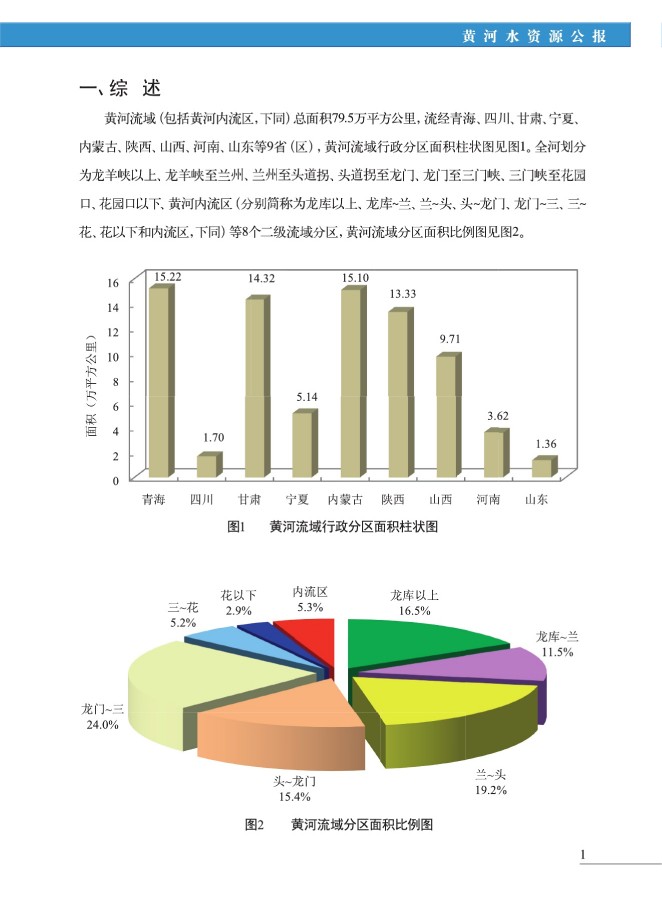 黄河水资源公报
一、综 述
黄河流域（包括黄河内流区，下同）总面积79.5万平方公里，流经青海、四川、甘肃、宁夏、
内蒙古、陕西、山西、河南、山东等9省（区），黄河流域行政分区面积柱状图见图1。全河划分
为龙羊峡以上、龙羊峡至兰州、兰州至头道拐、头道拐至龙门、龙门至三门峡、三门峡至花园
口、花园口以下、黄河内流区（分别简称为龙库以上、龙库~兰、兰~头、头~龙门、龙门~三、三~
花、花以下和内流区，下同）等8个二级流域分区，黄河流域分区面积比例图见图2。
面积（万平方公里）
16
14
12
10
8
6
4
2
0
15.22
1.70
14.32
5.14
15.10
13.33
9.71
3.62
1.36
青海 四川 甘肃 宁夏 内蒙古 陕西 山西 河南 山东
图1 黄河流域行政分区面积柱状图
龙库以上
16.5%
龙库~兰
11.5%
兰~头
19.2%
头~龙门
15.4%
龙门~三
24.0%
三~花
5.2%
花以下
2.9%
内流区
5.3%
图2 黄河流域分区面积比例图
1